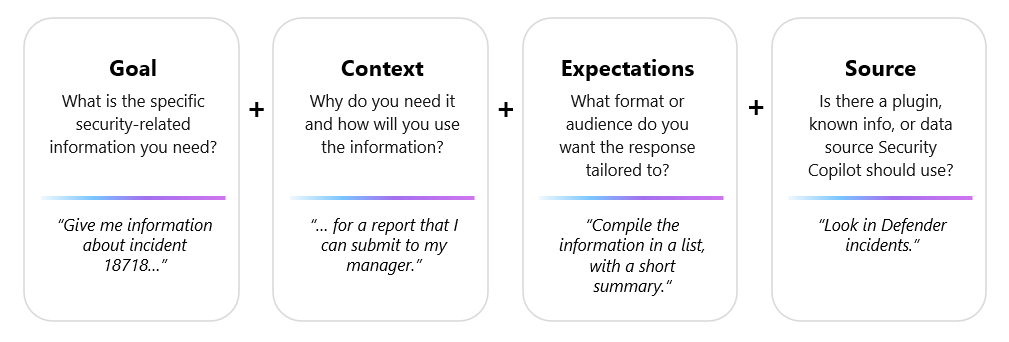 Goal
What is the specific
security-related
information you need?
“Give me information
about incident
18718...”
+
Context
Why do you need it
and how will you use
the information?
“... for a report that I
can submit to my
manager.”
+
Expectations
What format or
audience do you
want the response
tailored to?
“Compile the
information in a list,
with a short
summary.”
+
Source
Is there a plugin,
known info, or data
source Security
Copilot should use?
“Look in Defender
incidents.”